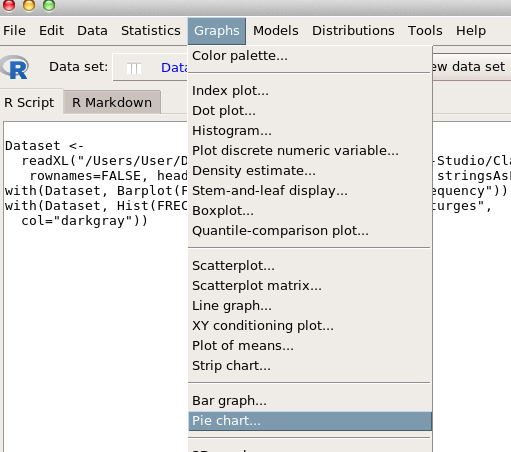 File Edit Data Statistics Graphs Models Distributions Tools Help
R Data set: ew data set
R Script R Markdown
Color palette...
Index plot...
Dot plot...
Histogram...
Plot discrete numeric variable...
Density estimate...
Stem-and-leaf display...
Boxplot...
Quantile-comparison plot...
Scatterplot...
Scatterplot matrix...
Line graph...
XY conditioning plot...
Plot of means...
Strip chart...
Bar graph...
Pie chart...
Dataset <-
readXL("/Users/User/D -Studio/Cla
rownames=FALSE, head stringsAs
with(Dataset, Barplot(F equency"))
with(Dataset, Hist(FREC turges",
col="darkgray"))